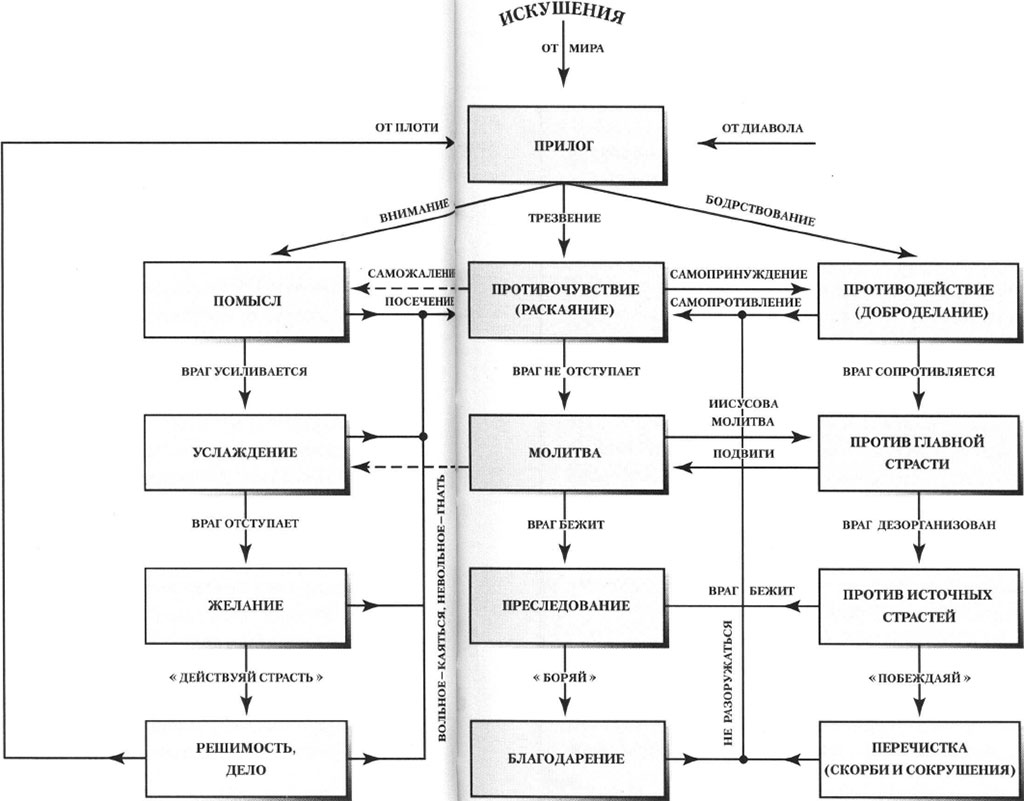 ИСКУШЕНИЯ
ОТ МИРА
ОТ ПЛОТИ
ПРИЛОГ
ОТ ДИАВОЛА
ВНИМАНИЕ
ТРЕЗВЕНИЕ
БОДРСТВОВАНИЕ
ПОМЫСЛ
САМОЖАЛЕНИ
ПОСЕЧЕНИЕ
ПРОТИВОЧУВСТВИЕ
(РАСКАЯНИЕ)
САМОПРИНУЖДЕНИЕ
САМОПРОТИВЛЕНИЕ
ПРОТИВОДЕЙСТВИЕ
(ДОБРОДЕЛАНИЕ)
ВРАГ УСИЛИВАЕТСЯ
ВРАГ НЕ ОТСТУПАЕТ
ВРАГ СОПРОТИВЛЯЕТСЯ
УСЛАЖДЕНИЕ
МОЛИТВА
ИИСУСОВА
МОЛИТВА
ПОДВИГИ
ПРОТИВ ГЛАВНОЙ
СТРАСТИ
ВРАГ ОТСТУПАЕТ
ВОЛЬНОЕ – КАЯТЬСЯ, НЕВОЛЬНОЕ – ГНАТЬ
ВРАГ БЕЖИТ
ВРАГ ДЕЗОРГАНИЗОВАН
ЖЕЛАНИЕ
ПРЕСЛЕДОВАНИЕ
ВРАГ БЕЖИТ
ПРОТИВ ИСТОЧНЫХ
СТРАСТЕЙ
« ДЕЙСТВУЯЙ СТРАСТЬ »
« БОРЯЙ »
НЕ РАЗОРУЖАТЬСЯ
« ПОБЕЖДАЯЙ »
РЕШИМОСТЬ,
ДЕЛО
БЛАГОДАРЕНИЕ
ПЕРЕЧИСТКА
(СКОРБИ И СОКРУШЕНИЯ)